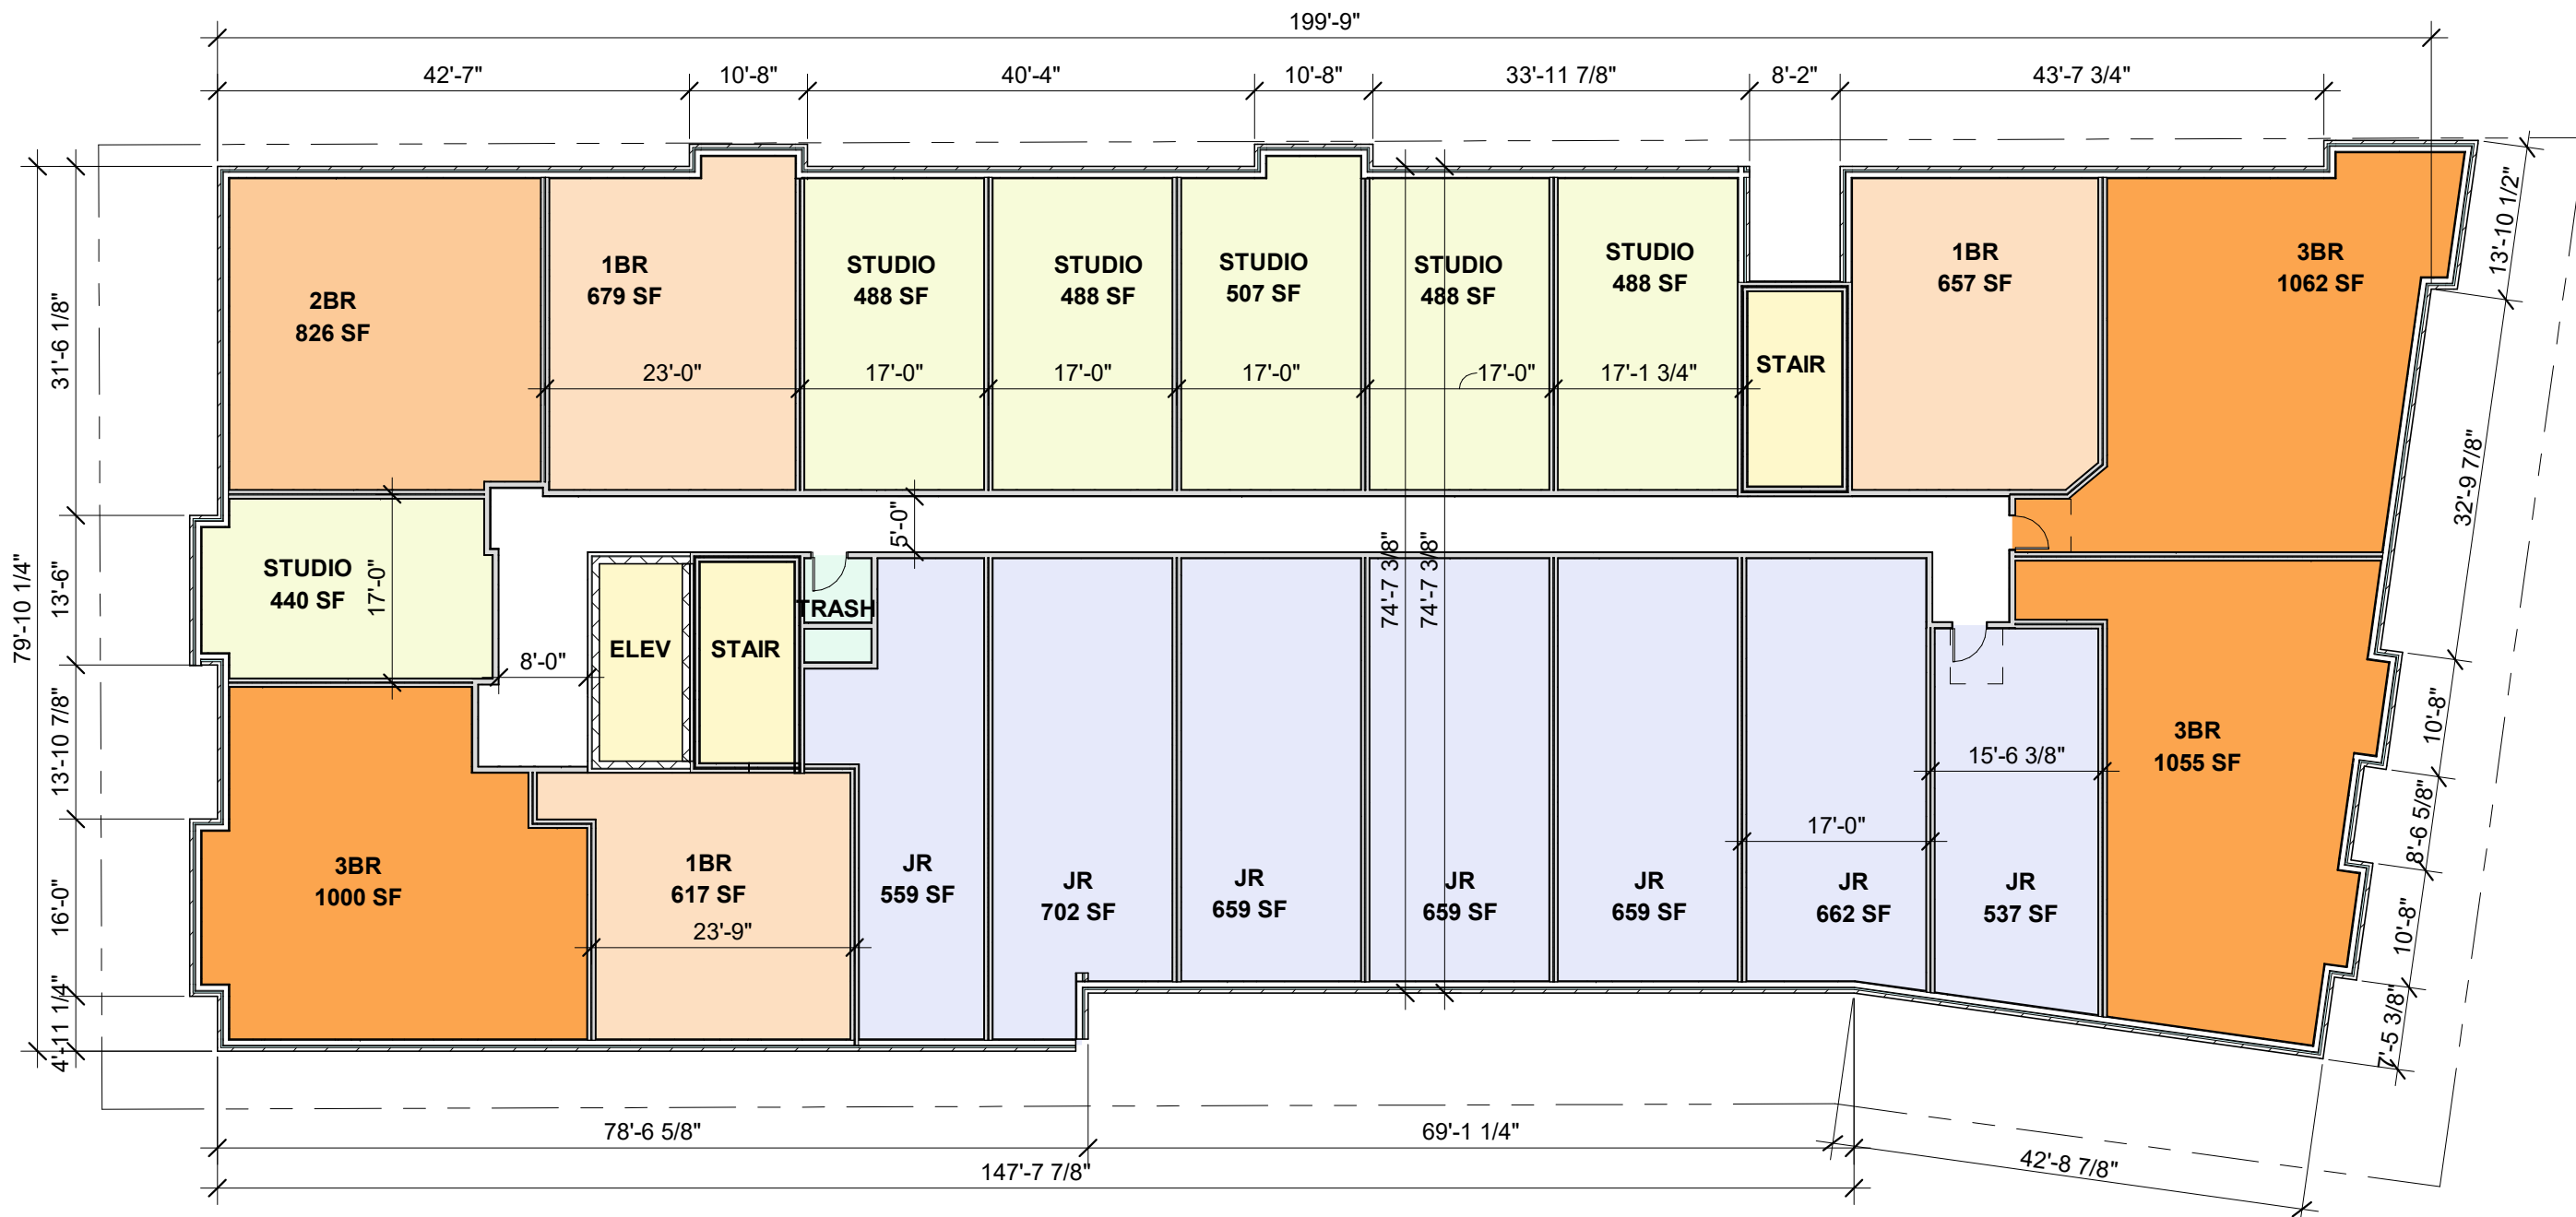 199'-9"
42'-7"
10'-8"
40'-4"
10'-8"
33'-11 7/8"
8'-2"
43'-7 3/4"
13'-10 1/2"
1BR
679 SF
STUDIO
488 SF
STUDIO
488 SF
STUDIO
507 SF
STUDIO
488 SF
STUDIO
488 SF
1BR
657 SF
3BR
1062 SF
2BR
826 SF
31'-6 1/8"
STAIR
23'-0"
17'-0"
17'-0"
17'-0"
17'-0"
17'-1 3/4"
32'-9 7/8"
5'-0"
79'-10 1/4"
13'-6"
STUDIO
440 SF
17'-0"
74'-7 3/8"
74'-7 3/8"
TRASH
ELEV
STAIR
8'-0"
13'-10 7/8"
10'-8"
3BR
1055 SF
15'-6 3/8"
8'-6 5/8"
17'-0"
3BR
1000 SF
1BR
617 SF
JR
559 SF
JR
702 SF
JR
659 SF
JR
659 SF
JR
659 SF
JR
662 SF
JR
537 SF
16'-0"
23'-9"
10'-8"
4'-11 1/4"
7'-5 3/8"
78'-6 5/8"
69'-1 1/4"
42'-8 7/8"
147'-7 7/8"